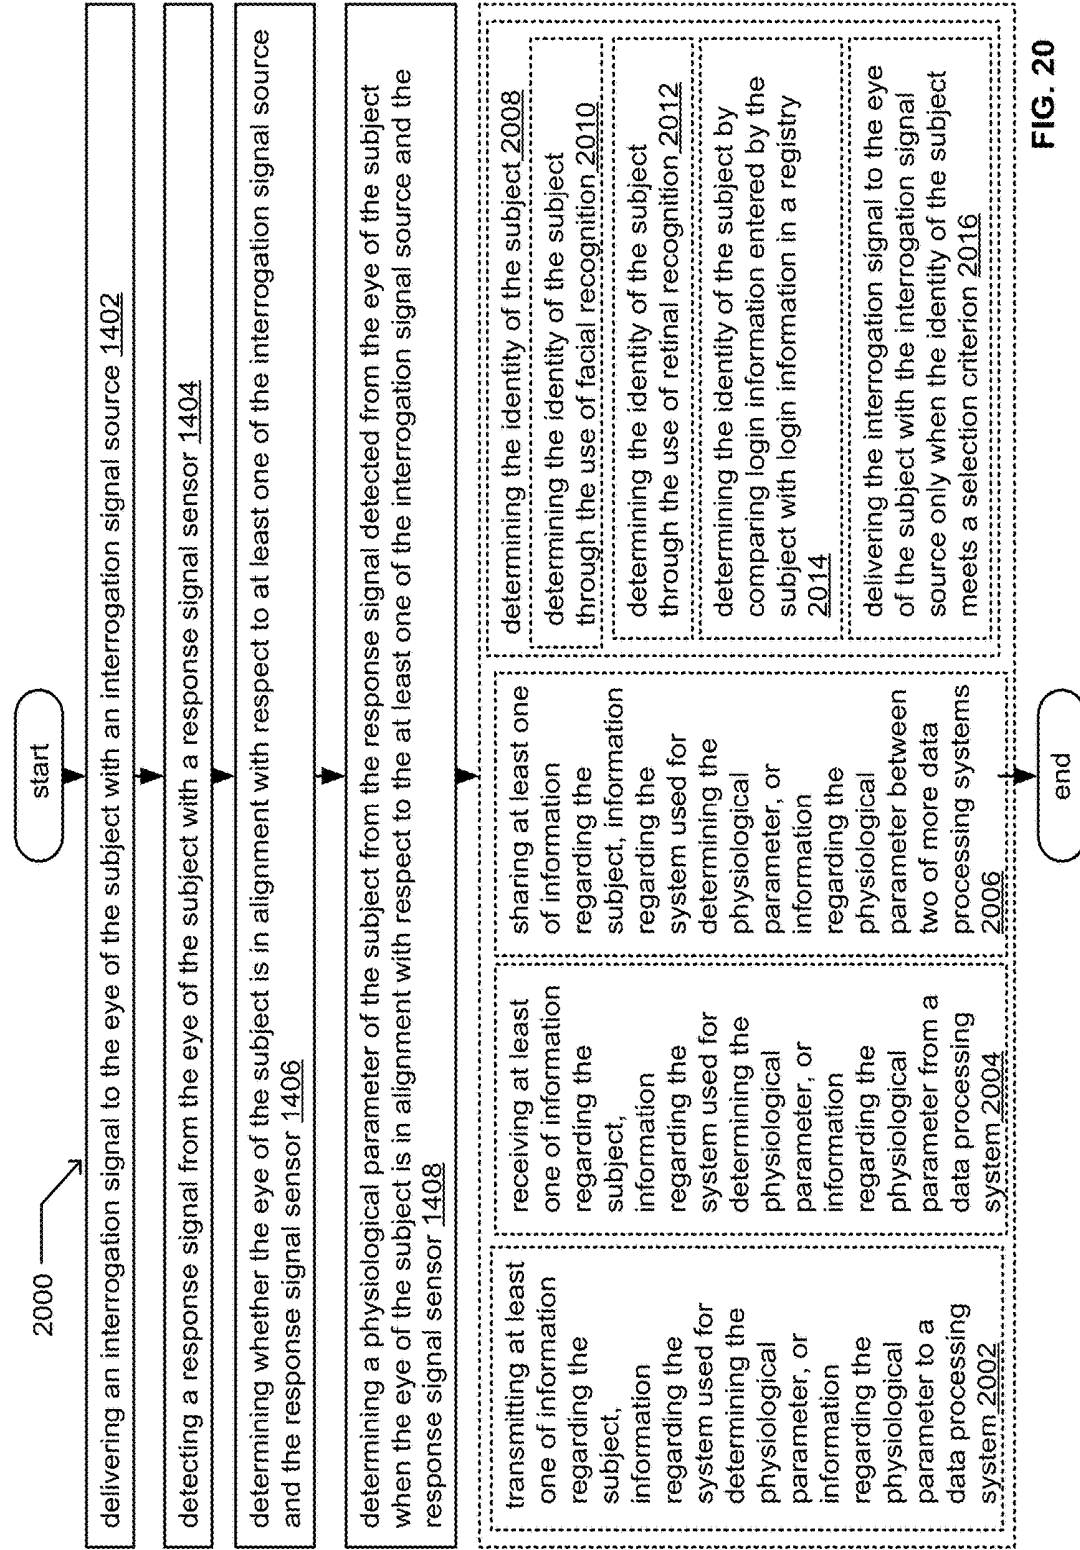 2000
start
delivering an interrogation signal to the eye of the subject with an interrogation signal source 1402
detecting a response signal from the eye of the subject with a response signal sensor 1404
determining whether the eye of the subject is in alignment with respect to at least one of the interrogation signal source
and the response signal sensor 1406
determining a physiological parameter of the subject from the response signal detected from the eye of the subject
when the eye of the subject is in alignment with respect to the at least one of the interrogation signal source and the
response signal sensor 1408
transmitting at least
one of information
regarding the
subject,
information
regarding the
system used for
determining the
physiological
parameter, or
information
regarding the
physiological
parameter to a
data processing
system 2002
receiving at least
one of information
regarding the
subject,
information
regarding the
system used for
determining the
physiological
parameter, or
information
regarding the
physiological
parameter from a
data processing
system 2004
sharing at least one
of information
regarding the
subject, information
regarding the
system used for
determining the
physiological
parameter, or
information
regarding the
physiological
parameter between
two of more data
processing systems
2006
determining the identity of the subject 2008
determining the identity of the subject
through the use of facial recognition 2010
determining the identity of the subject
through the use of retinal recognition 2012
determining the identity of the subject by
comparing login information entered by the
subject with login information in a registry
2014
delivering the interrogation signal to the eye
of the subject with the interrogation signal
source only when the identity of the subject
meets a selection criterion 2016
end
FIG. 20